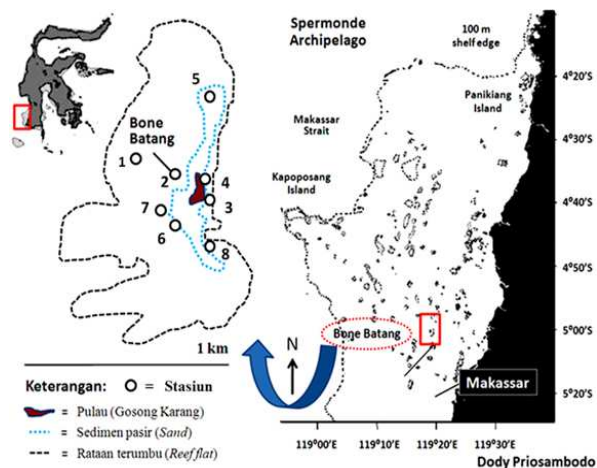 Spermonde
Archipelago
100 m
shelf edge
Panikiang
Island
Makassar
Strait
Kapoposang
Island
Bone Batang
Makassar
4°20'S
4°30'S
4°40'S
4°50'S
5°00'S
5°20'S
119°00'E
119°10'E
119°20'E
119°30'E
Dody Priosambodo
Bone
Batang
5
1
2
4
3
7
6
8
1 km
N
Keterangan: O = Stasiun
= Pulau (Gosong Karang)
= Sedimen pasir (Sand)
= Rataan terumbu (Reef flat)